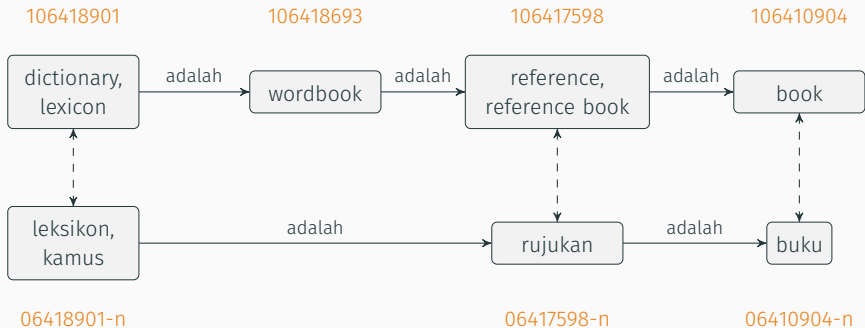 106418901
106418693
106417598
106410904
dictionary,
lexicon
adalah
wordbook
adalah
reference,
reference book
adalah
book
leksikon,
kamus
adalah
rujukan
adalah
buku
06418901-n
06417598-n
06410904-n